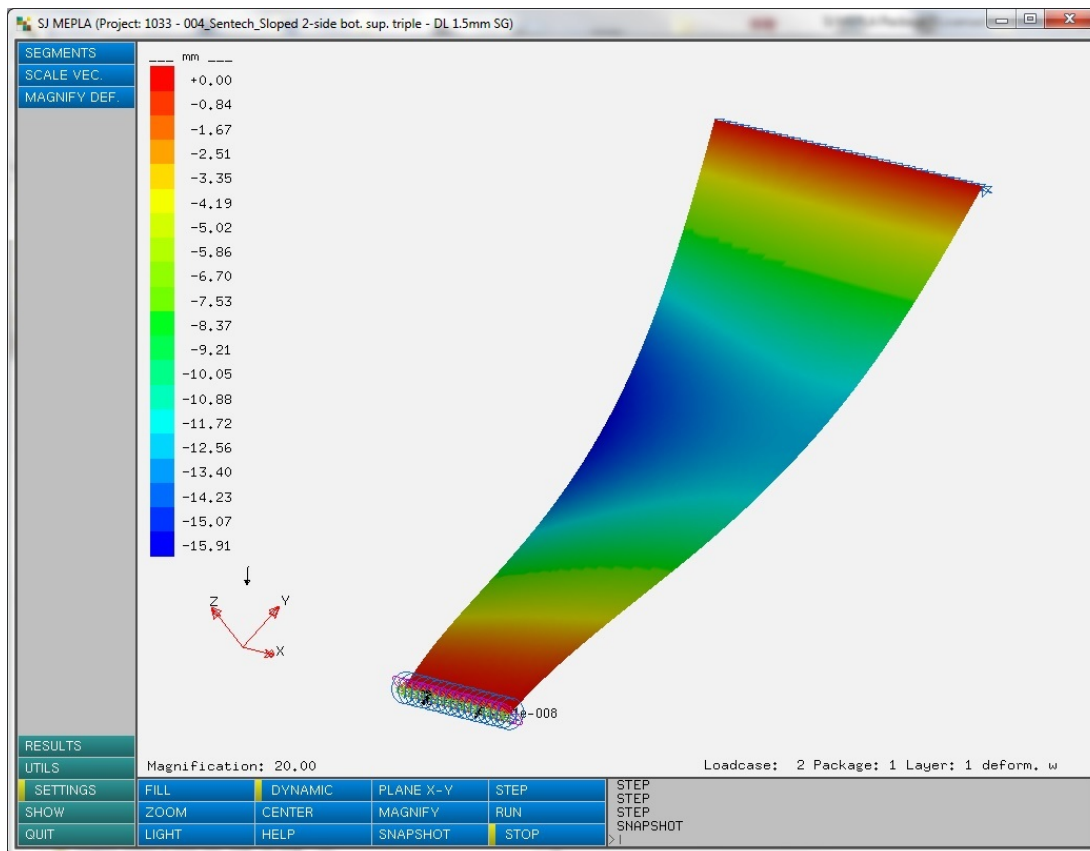 SJ MEPLA (Project: 1033 - 004_Sentech_Sloped 2-side bot. sup. triple - DL 1.5mm SG)
SEGMENTS
SCALE VEC.
MAGNIFY DEF.
___ mm ___
+0.00
-0.84
-1.67
-2.51
-3.35
-4.19
-5.02
-5.86
-6.70
-7.53
-8.37
-9.21
-10.05
-10.88
-11.72
-12.56
-13.40
-14.23
-15.07
-15.91
Z Y
X
e-008
Magnification: 20.00 Loadcase: 2 Package: 1 Layer: 1 deform. w
RESULTS
UTILS
SETTINGS
SHOW
QUIT
FILL DYNAMIC PLANE X-Y STEP
ZOOM CENTER MAGNIFY RUN
LIGHT HELP SNAPSHOT STOP
STEP
STEP
STEP
SNAPSHOT
>|